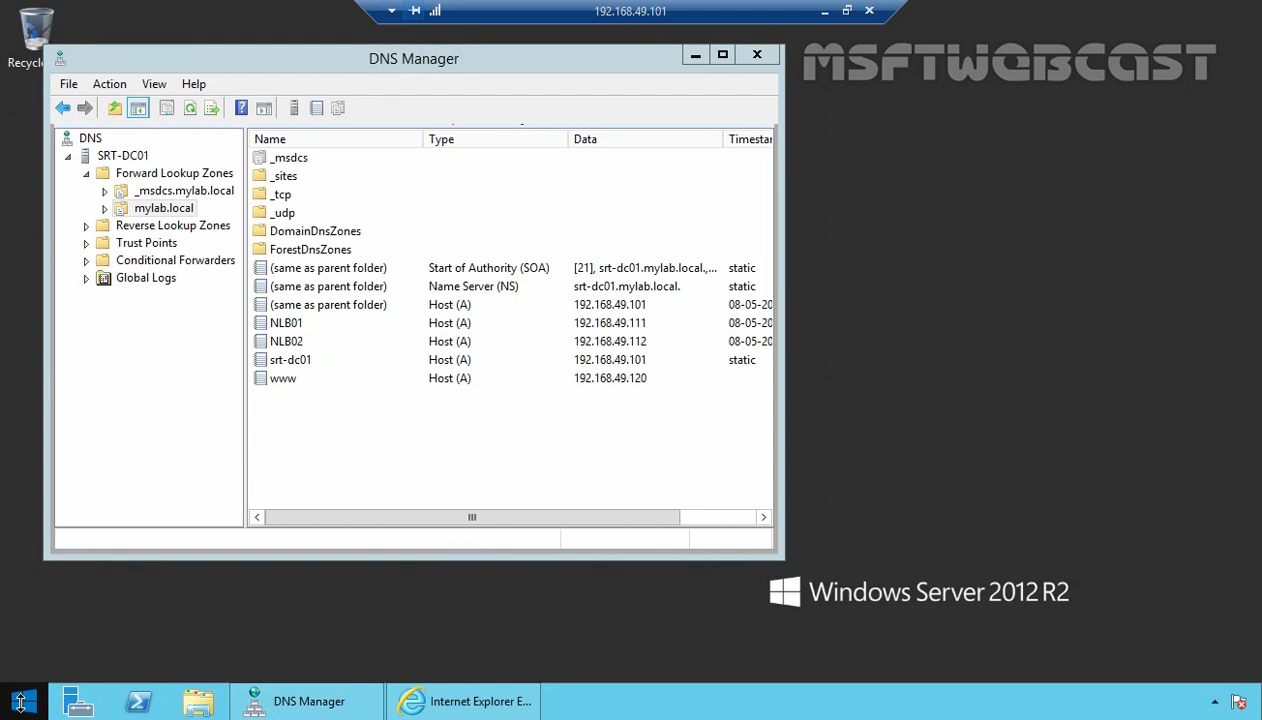 192.168.49.101
Recycle
MSFTWEBCAST
DNS Manager
File Action View Help
DNS
SRT-DC01
Forward Lookup Zones
_msdcs.mylab.local
mylab.local
Reverse Lookup Zones
Trust Points
Conditional Forwarders
Global Logs
Name Type Data Timestar
_msdcs
_sites
_tcp
_udp
DomainDnsZones
ForestDnsZones
(same as parent folder) Start of Authority (SOA) [21], srt-dc01.mylab.local.,... static
(same as parent folder) Name Server (NS) srt-dc01.mylab.local. static
(same as parent folder) Host (A) 192.168.49.101 08-05-20
NLB01 Host (A) 192.168.49.111 08-05-20
NLB02 Host (A) 192.168.49.112 08-05-20
srt-dc01 Host (A) 192.168.49.101 static
www Host (A) 192.168.49.120
Windows Server 2012 R2
DNS Manager
Internet Explorer E...